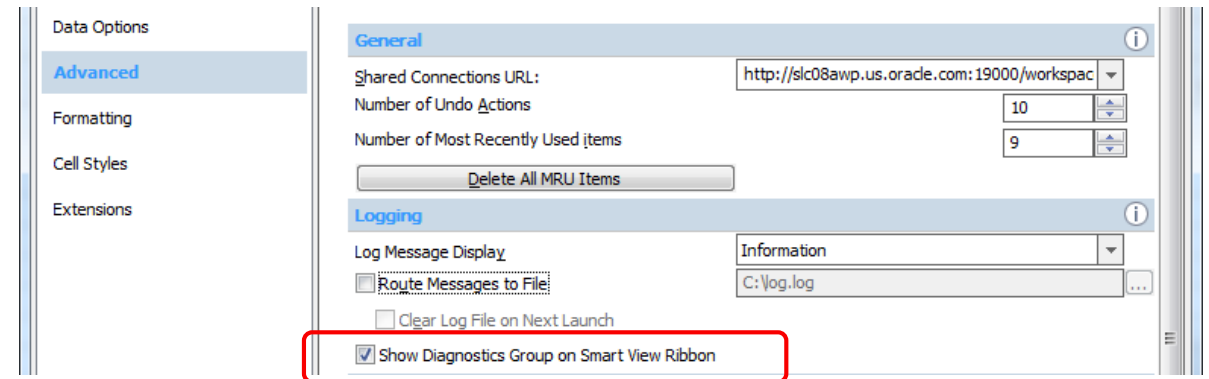 Data Options
Advanced
Formatting
Cell Styles
Extensions
General
Shared Connections URL: http://slc08awp.us.oracle.com:19000/workspac
Number of Undo Actions 10
Number of Most Recently Used items 9
Delete All MRU Items
Logging
Log Message Display Information
Route Messages to File C:\log.log ...
Clear Log File on Next Launch
Show Diagnostics Group on Smart View Ribbon